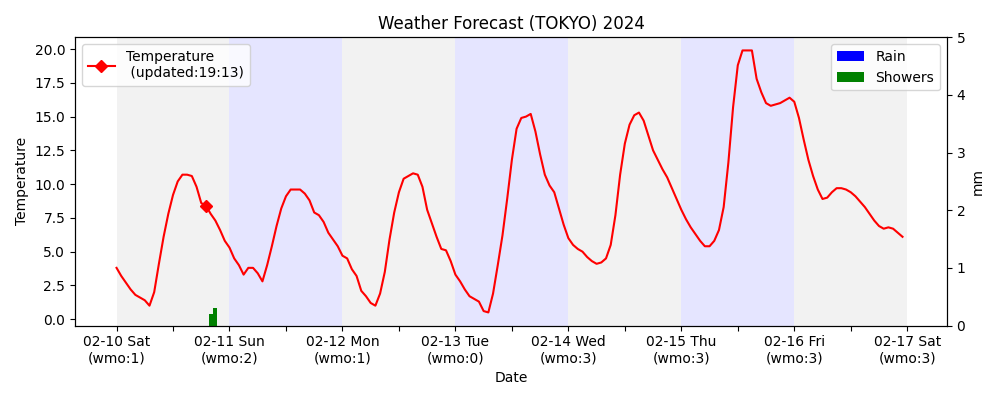 Weather Forecast (TOKYO) 2024
Temperature
(updated:19:13)
Rain
Showers
20.0
17.5
15.0
12.5
10.0
7.5
5.0
2.5
0.0
Temperature
5
4
3
2
1
0
mm
02-10 Sat
(wmo:1)
02-11 Sun
(wmo:2)
02-12 Mon
(wmo:1)
02-13 Tue
(wmo:0)
02-14 Wed
(wmo:3)
02-15 Thu
(wmo:3)
02-16 Fri
(wmo:3)
02-17 Sat
(wmo:3)
Date